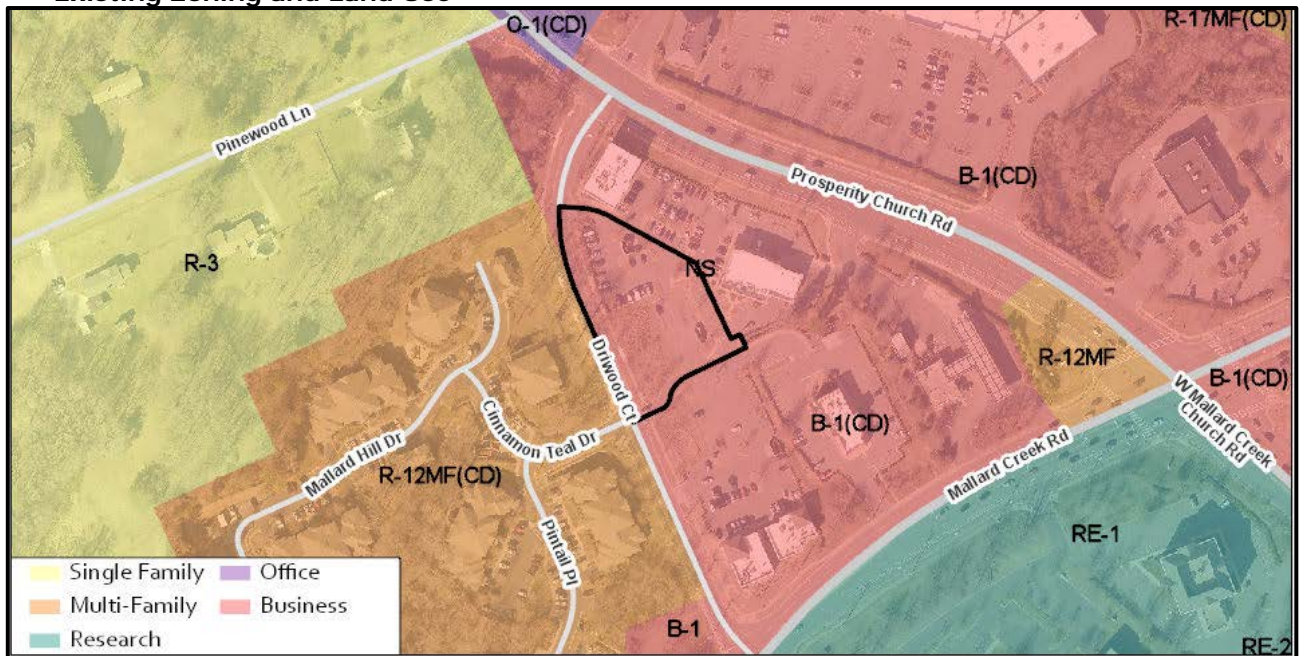 Existing Zoning and Land Use
O-1(CD)
R-17MF(CD)
Pinewood Ln
Prosperity Church Rd
B-1(CD)
R-3
NS
Driwood Ct
R-12MF
B-1(CD)
W Mallard Creek
Church Rd
Cinnamon Teal Dr
B-1(CD)
Mallard Hill Dr
R-12MF(CD)
Mallard Creek Rd
Pintail Pl
RE-1
Single Family
Office
Multi-Family
Business
Research
B-1
RE-2